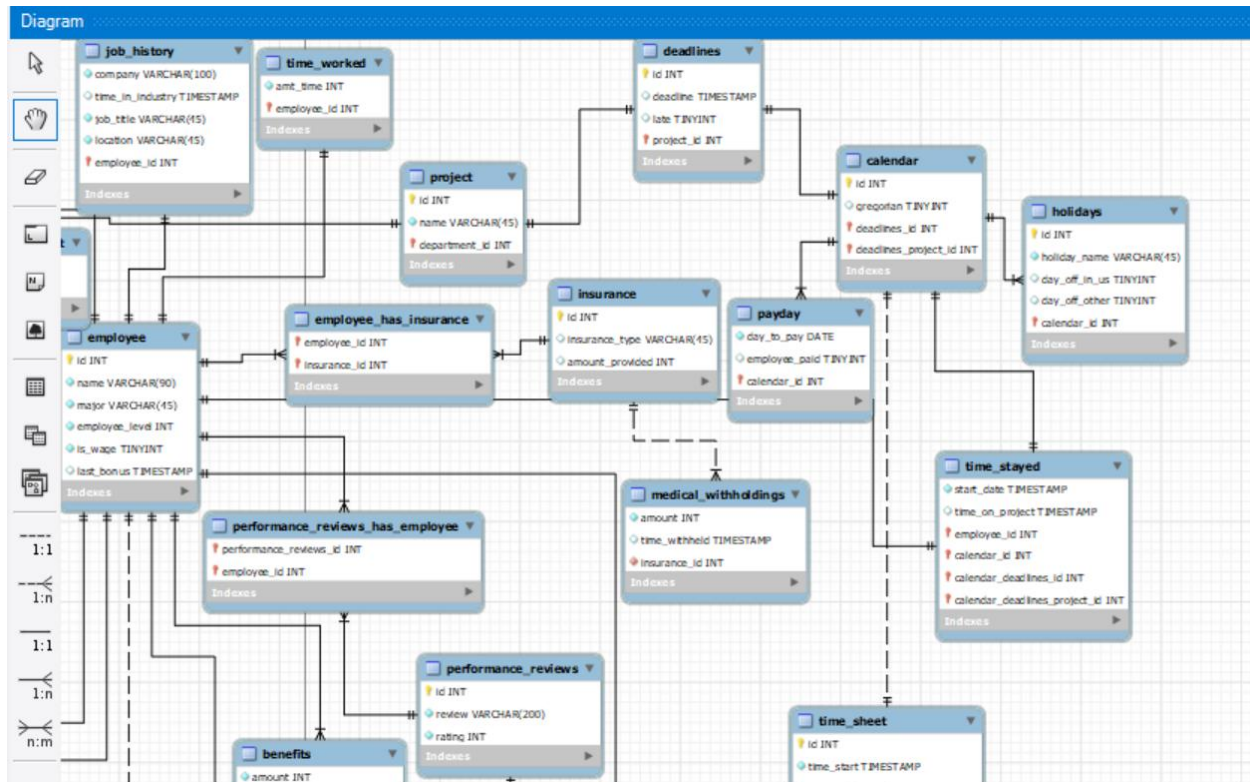 Diagram
job_history
company VARCHAR(100)
time_in_industry TIMESTAMP
job_title VARCHAR(45)
location VARCHAR(45)
employee_id INT
Indexes
time_worked
amt_time INT
employee_id INT
Indexes
deadlines
id INT
deadline TIMESTAMP
late TINYINT
project_id INT
Indexes
project
id INT
name VARCHAR(45)
department_id INT
Indexes
calendar
id INT
gregorian TINYINT
deadlines_id INT
deadlines_project_id INT
Indexes
holidays
id INT
holiday_name VARCHAR(45)
day_off_in_us TINYINT
day_off_other TINYINT
calendar_id INT
Indexes
t
employee
id INT
name VARCHAR(90)
major VARCHAR(45)
employee_level INT
is_wage TINYINT
last_bonus TIMESTAMP
Indexes
employee_has_insurance
employee_id INT
insurance_id INT
Indexes
insurance
id INT
insurance_type VARCHAR(45)
amount_provided INT
Indexes
payday
day_to_pay DATE
employee_paid TINYINT
calendar_id INT
Indexes
performance_reviews_has_employee
performance_reviews_id INT
employee_id INT
Indexes
medical_withholdings
amount INT
time_withheld TIMESTAMP
insurance_id INT
Indexes
time_stayed
start_date TIMESTAMP
time_on_project TIMESTAMP
employee_id INT
calendar_id INT
calendar_deadlines_id INT
calendar_deadlines_project_id INT
Indexes
performance_reviews
id INT
review VARCHAR(200)
rating INT
Indexes
benefits
amount INT
time_sheet
id INT
time_start TIMESTAMP
1:1
1:n
1:1
1:n
n:m